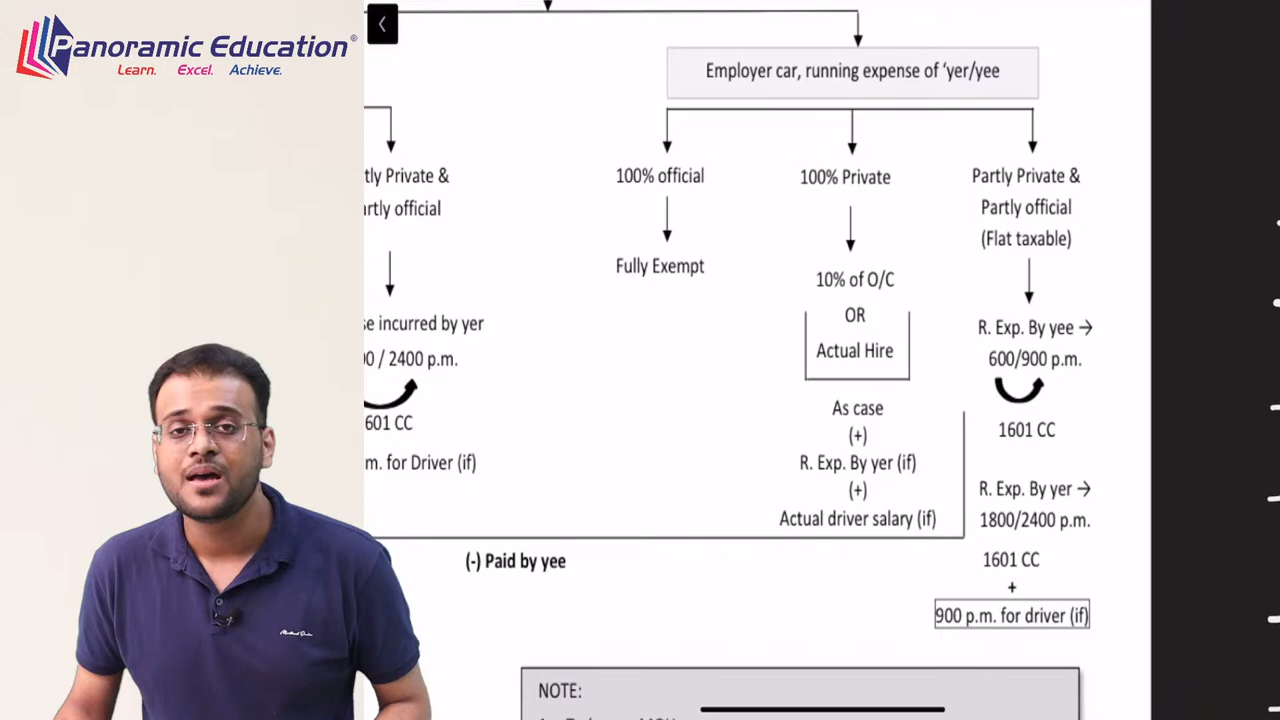 Panoramic Education®
Learn. Excel. Achieve.
Employer car, running expense of 'yer/yee
tly Private &
artly official
se incurred by yer
00 / 2400 p.m.
601 CC
m. for Driver (if)
100% official
Fully Exempt
100% Private
10% of O/C
OR
Actual Hire
As case
(+)
R. Exp. By yer (if)
(+)
Actual driver salary (if)
Partly Private &
Partly official
(Flat taxable)
R. Exp. By yee →
600/900 p.m.
1601 CC
R. Exp. By yer →
1800/2400 p.m.
1601 CC
+
900 p.m. for driver (if)
(-) Paid by yee
NOTE: